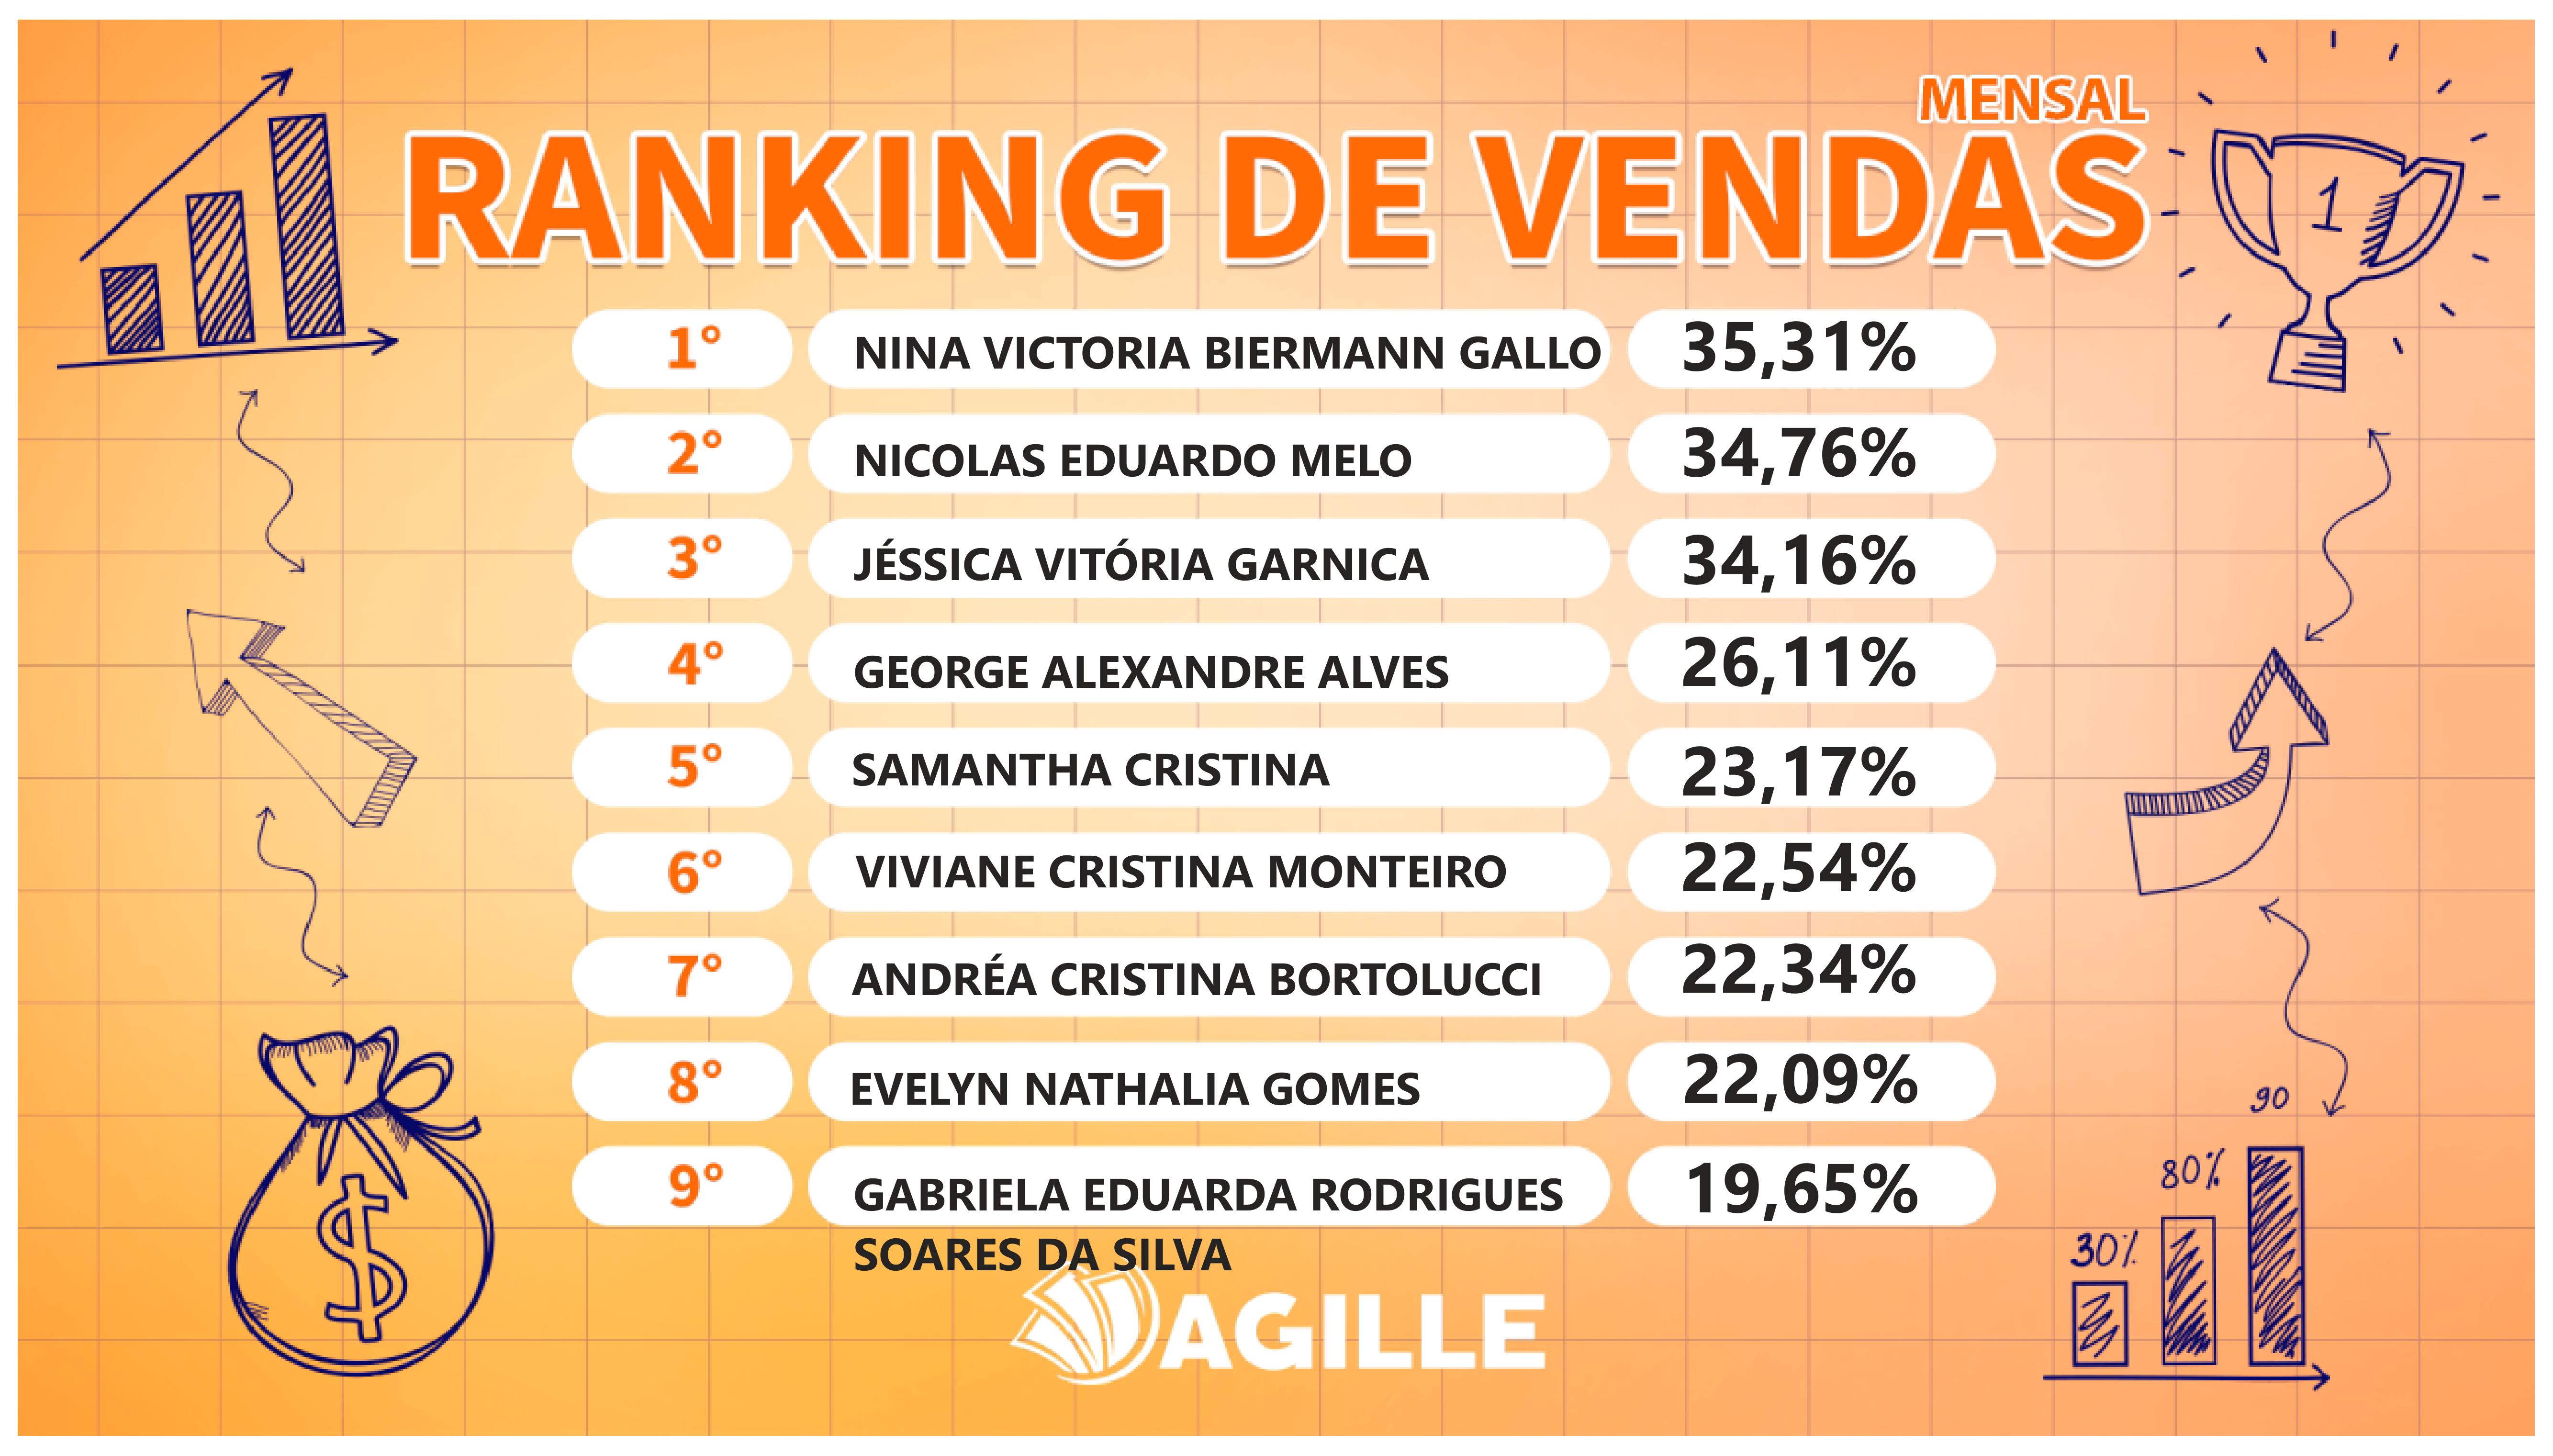 MENSAL
RANKING DE VENDAS
1
1° NINA VICTORIA BIERMANN GALLO 35,31%
2° NICOLAS EDUARDO MELO 34,76%
3° JÉSSICA VITÓRIA GARNICA 34,16%
4° GEORGE ALEXANDRE ALVES 26,11%
5° SAMANTHA CRISTINA 23,17%
6° VIVIANE CRISTINA MONTEIRO 22,54%
7° ANDRÉA CRISTINA BORTOLUCCI 22,34%
8° EVELYN NATHALIA GOMES 22,09%
9° GABRIELA EDUARDA RODRIGUES 19,65%
SOARES DA SILVA
90
80%
30%
$
AGILLE